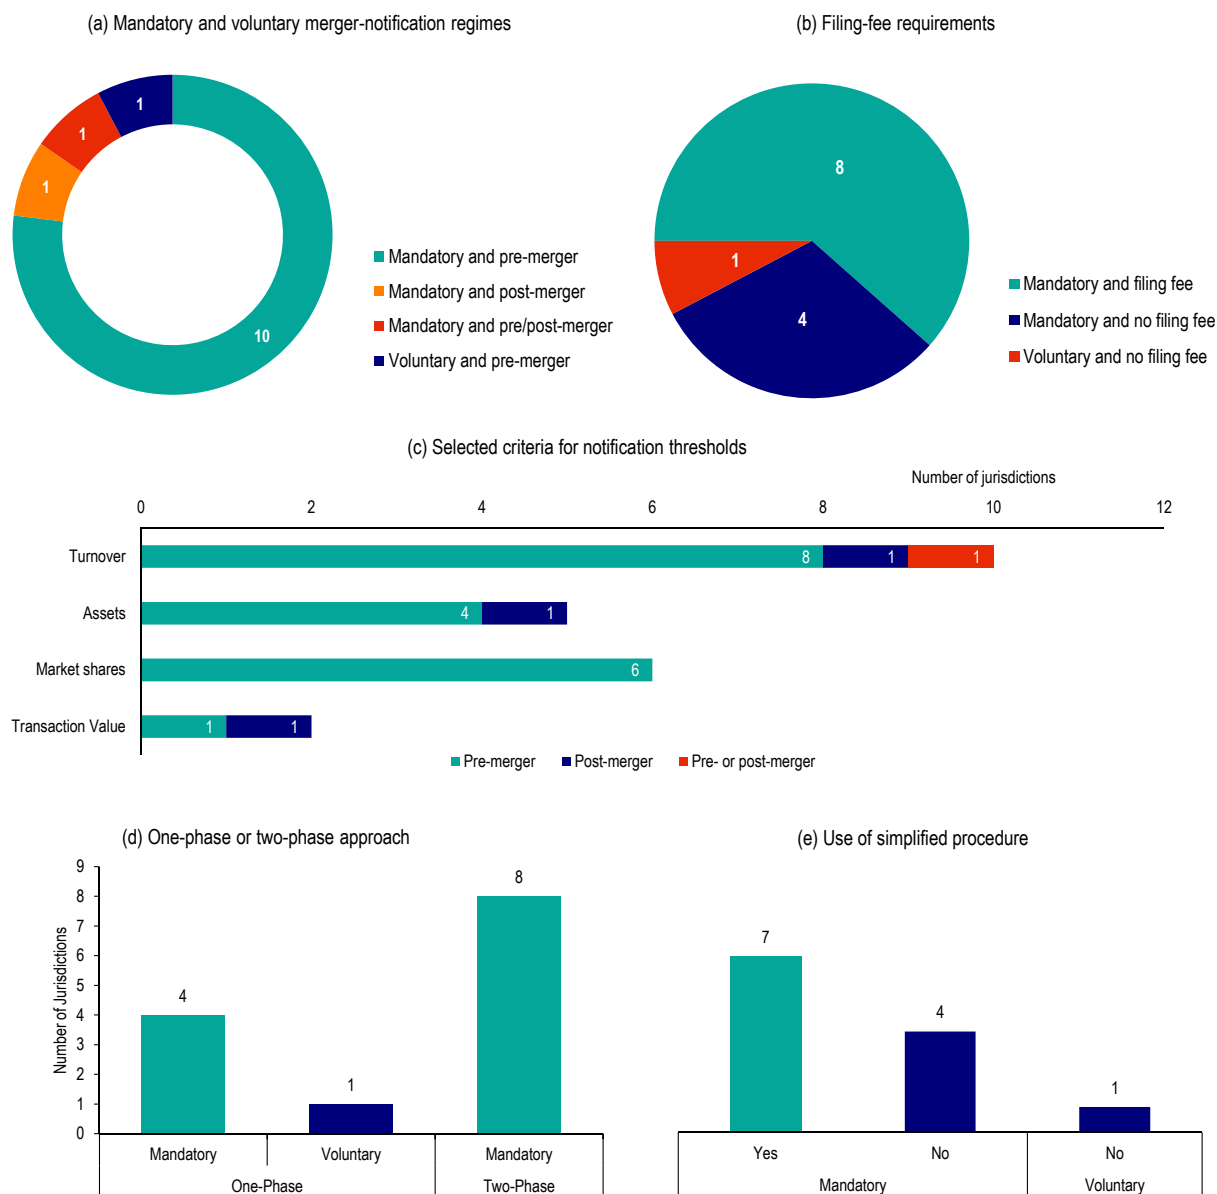 (a) Mandatory and voluntary merger-notification regimes
1
1
1
10
Mandatory and pre-merger
Mandatory and post-merger
Mandatory and pre/post-merger
Voluntary and pre-merger
(b) Filing-fee requirements
8
1
4
Mandatory and filing fee
Mandatory and no filing fee
Voluntary and no filing fee
(c) Selected criteria for notification thresholds
Number of jurisdictions
0 2 4 6 8 10 12
Turnover 8 1 1
Assets 4 1
Market shares 6
Transaction Value 1 1
Pre-merger Post-merger Pre- or post-merger
(d) One-phase or two-phase approach
Number of Jurisdictions
9
8
7
6
5
4
3
2
1
0
4
1
8
Mandatory Voluntary Mandatory
One-Phase Two-Phase
(e) Use of simplified procedure
7
4
1
Yes No No
Mandatory Voluntary